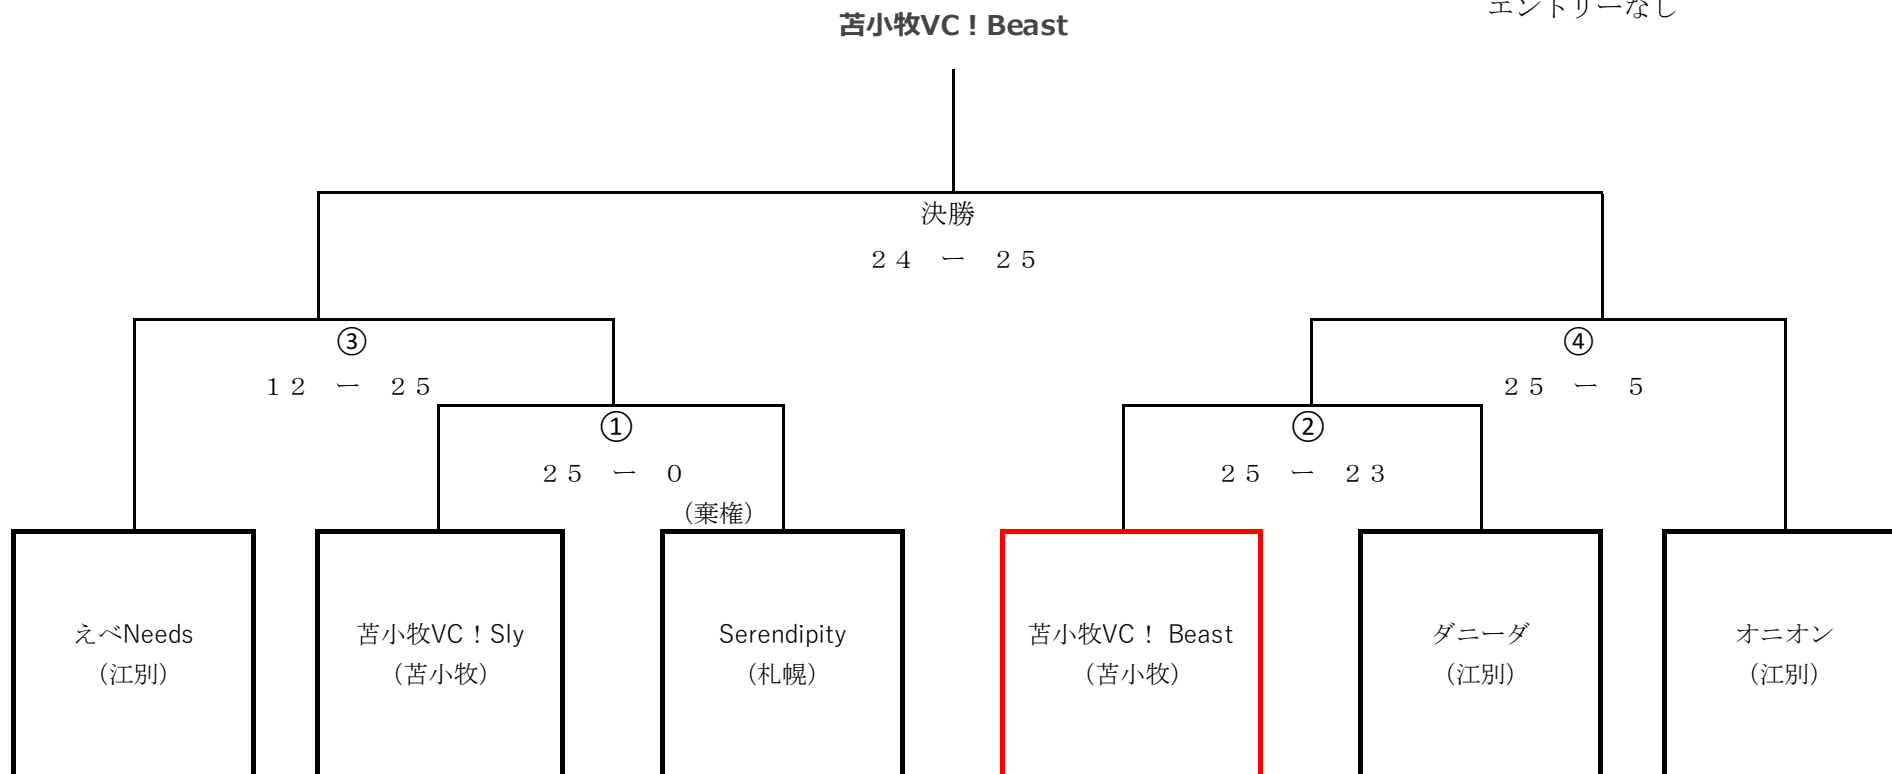 エントリーなし
苫小牧VC！Beast
決勝
２４　ー　２５
③
④
１２　ー　２５
２５　ー　５
①
②
２５　ー　０
２５　ー　２３
（棄権）
えべNeeds
（江別）
苫小牧VC！Sly
（苫小牧）
Serendipity
（札幌）
苫小牧VC！ Beast
（苫小牧）
ダニーダ
（江別）
オニオン
（江別）